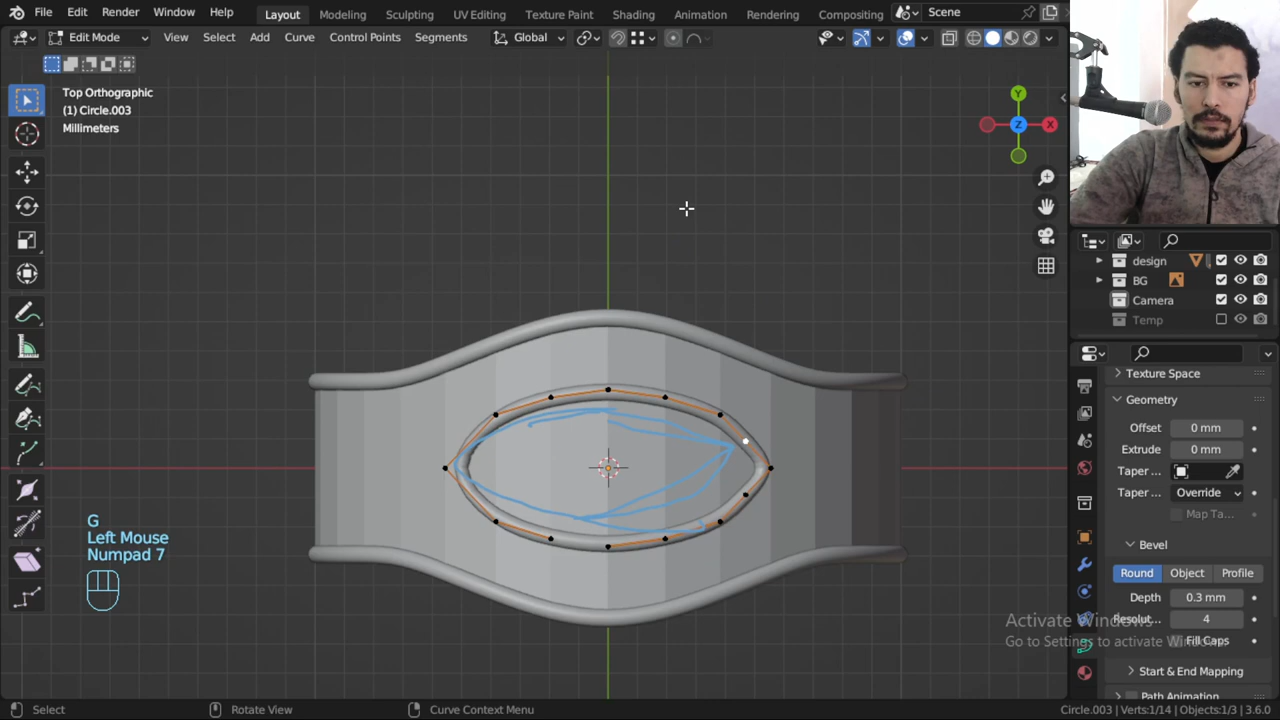 File Edit Render Window Help Layout Modeling Sculpting UV Editing Texture Paint Shading Animation Rendering Compositing Scene
Edit Mode View Select Add Curve Control Points Segments Global
Top Orthographic
(1) Circle.003
Millimeters
Y
X
Z
design
BG
Camera
Temp
Texture Space
Geometry
Offset 0 mm
Extrude 0 mm
Taper ...
Taper ... Override
Map Ta...
Bevel
Round Object Profile
Depth 0.3 mm
Resolut... 4
Fill Caps
Start & End Mapping
Path Animation
G
Left Mouse
Numpad 7
Activate Windows
Go to Settings to activate Windows.
Select Rotate View Curve Context Menu Circle.003 | Verts:1/14 | Objects:1/3 | 3.6.0